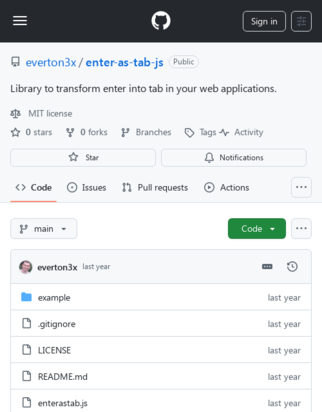 Sign in
everton3x / enter-as-tab-js Public
Library to transform enter into tab in your web applications.
MIT license
0 stars 0 forks Branches Tags Activity
Star Notifications
Code Issues Pull requests Actions
main Code
everton3x last year
example last year
.gitignore last year
LICENSE last year
README.md last year
enterastab.js last year